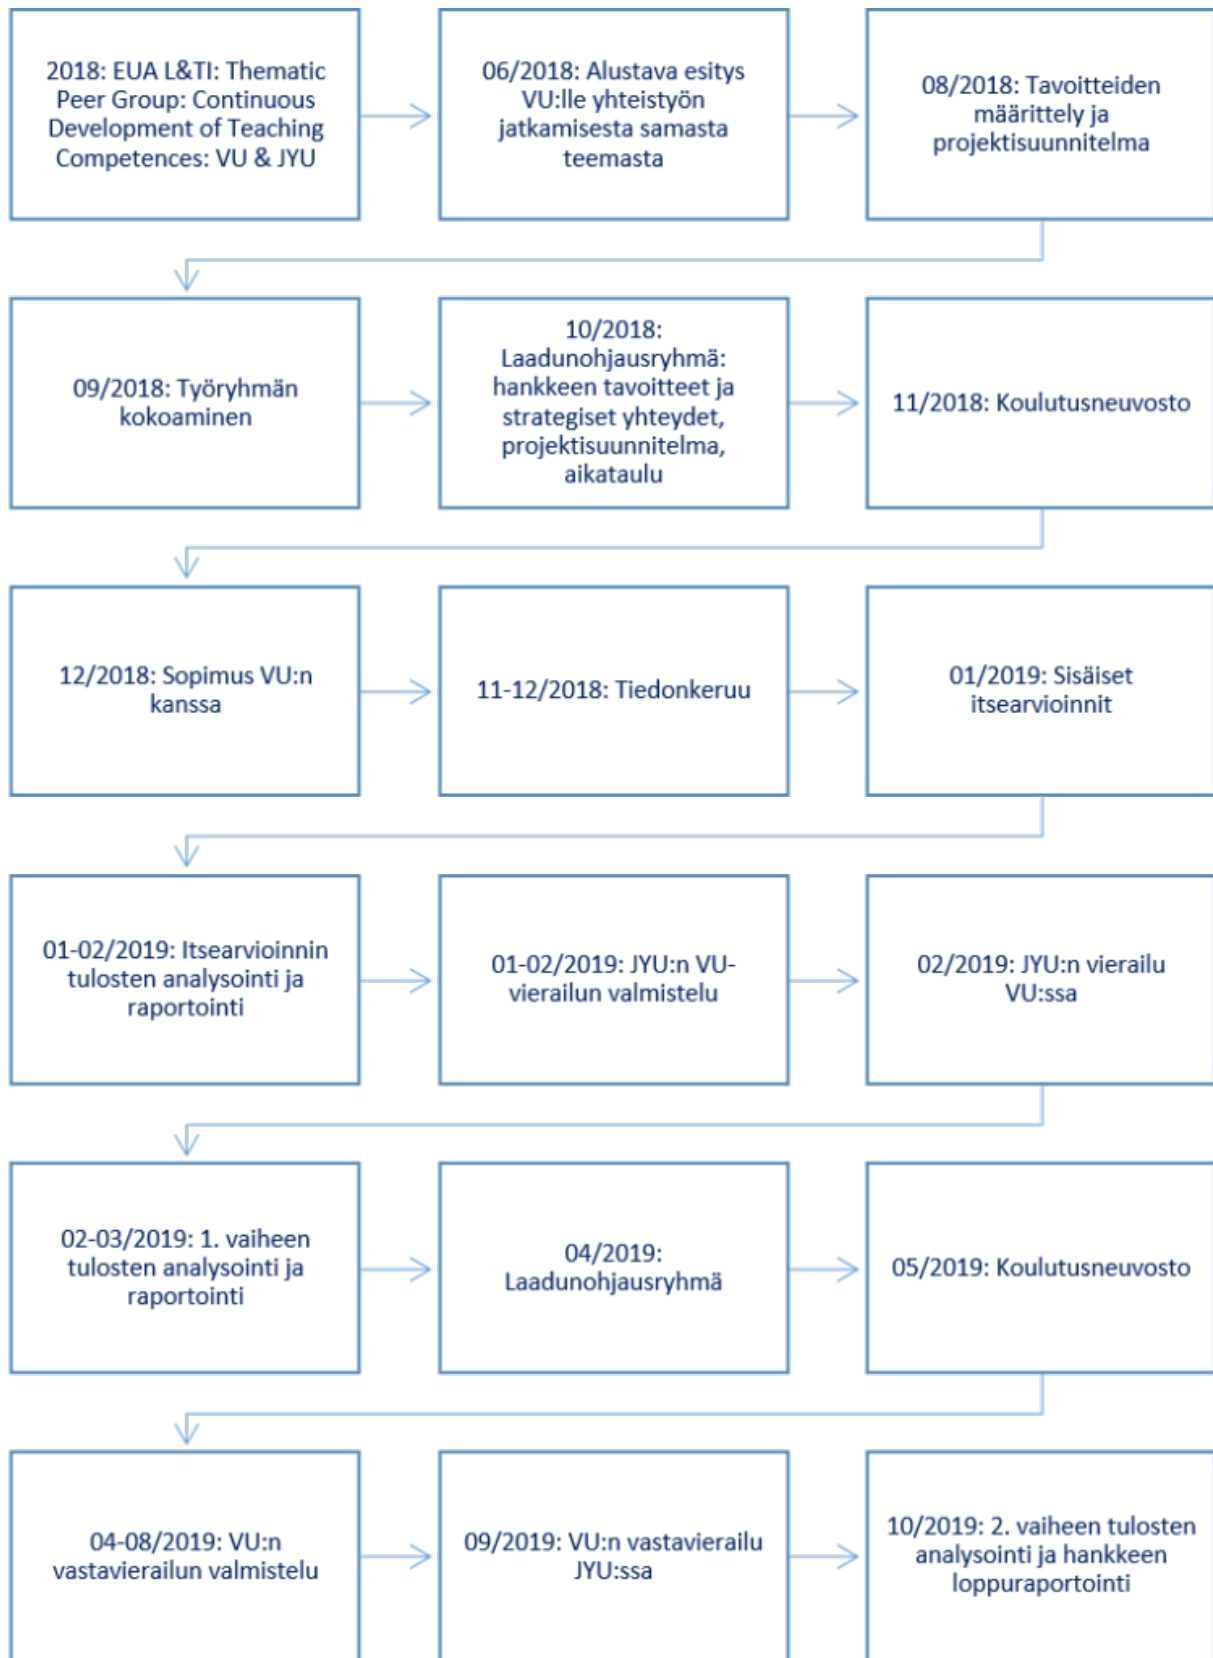 2018: EUA L&TI: Thematic
Peer Group: Continuous
Development of Teaching
Competences: VU & JYU
06/2018: Alustava esitys
VU:lle yhteistyön
jatkamisesta samasta
teemasta
08/2018: Tavoitteiden
määrittely ja
projektisuunnitelma
09/2018: Työryhmän
kokoaminen
10/2018:
Laadunohjausryhmä:
hankkeen tavoitteet ja
strategiset yhteydet,
projektisuunnitelma,
aikataulu
11/2018: Koulutusneuvosto
12/2018: Sopimus VU:n
kanssa
11-12/2018: Tiedonkeruu
01/2019: Sisäiset
itsearvioinnit
01-02/2019: Itsearvioinnin
tulosten analysointi ja
raportointi
01-02/2019: JYU:n VU-
vierailun valmistelu
02/2019: JYU:n vierailu
VU:ssa
02-03/2019: 1. vaiheen
tulosten analysointi ja
raportointi
04/2019:
Laadunohjausryhmä
05/2019: Koulutusneuvosto
04-08/2019: VU:n
vastavierailun valmistelu
09/2019: VU:n vastavierailu
JYU:ssa
10/2019: 2. vaiheen tulosten
analysointi ja hankkeen
loppuraportointi